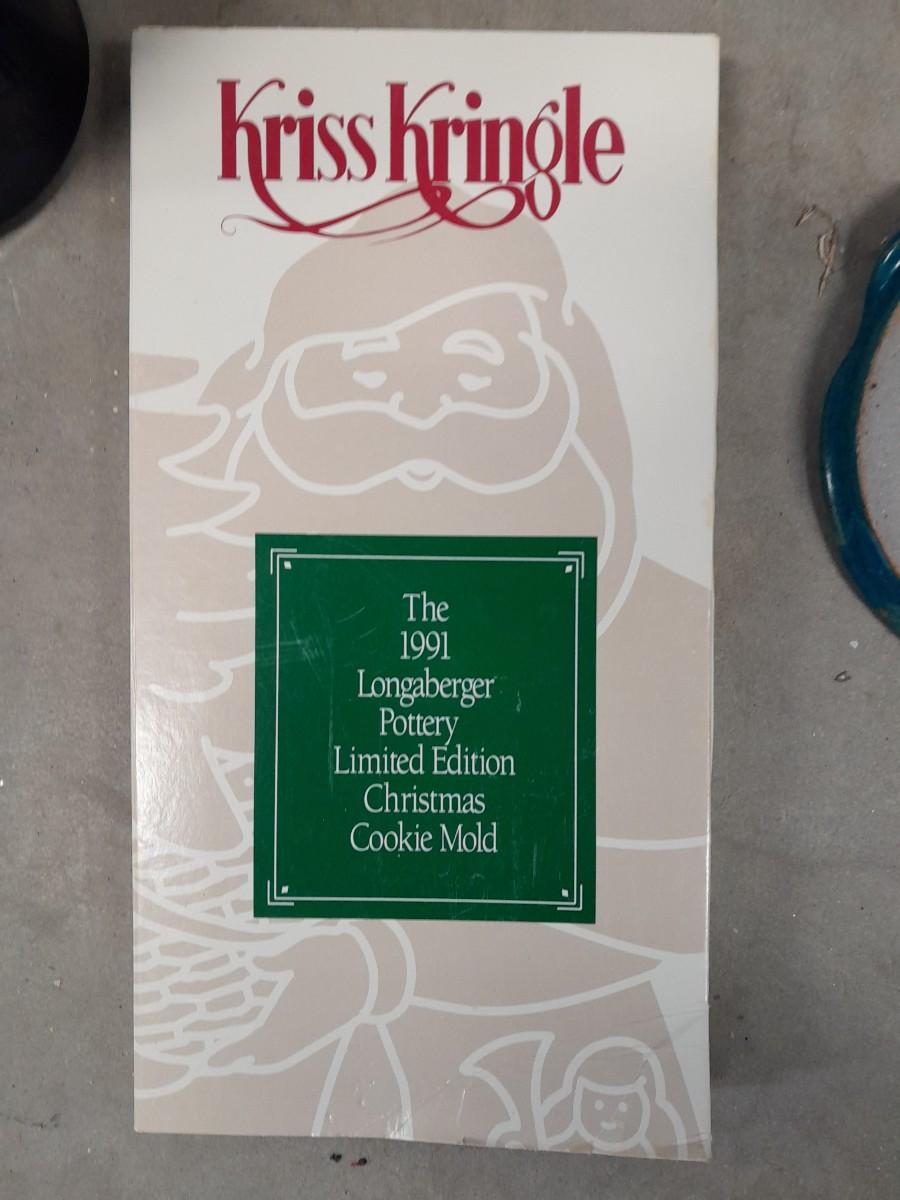 Kriss Kringle
The
1991
Longaberger
Pottery
Limited Edition
Christmas
Cookie Mold